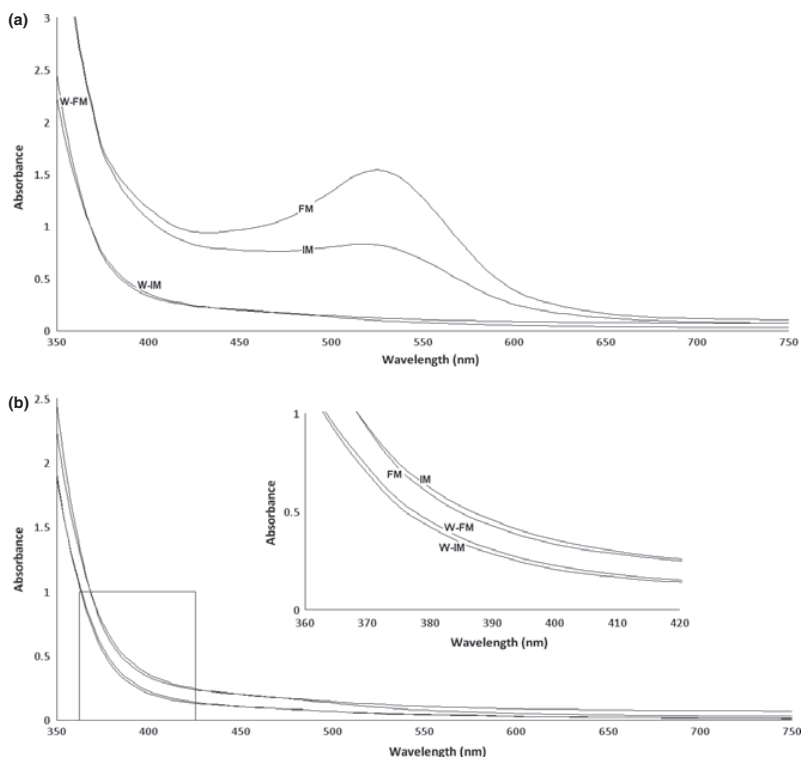 (a)
3
2.5
2
1.5
1
0.5
0
Absorbance
W-FM
FM
IM
W-IM
350 400 450 500 550 600 650 700 750
Wavelength (nm)
(b)
2.5
2
1.5
1
0.5
0
Absorbance
350 400 450 500 550 600 650 700 750
Wavelength (nm)
1
0.5
0
Absorbance
FM IM
W-FM
W-IM
360 370 380 390 400 410 420
Wavelength (nm)